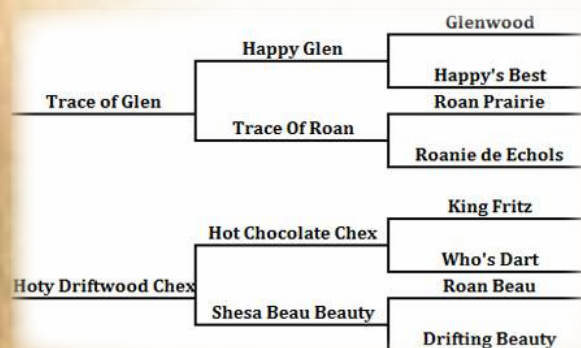 Glenwood
Happy Glen
Happy's Best
Trace of Glen
Roan Prairie
Trace Of Roan
Roanie de Echols
King Fritz
Hot Chocolate Chex
Who's Dart
Hoty Driftwood Chex
Roan Beau
Shesa Beau Beauty
Drifting Beauty